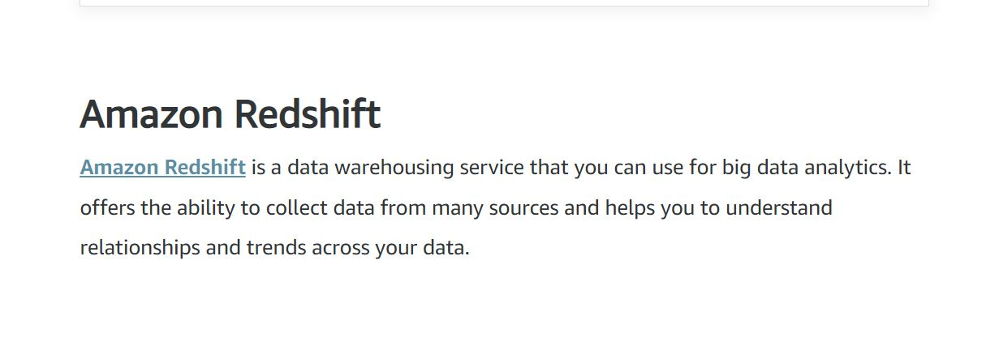 Amazon Redshift
Amazon Redshift is a data warehousing service that you can use for big data analytics. It
offers the ability to collect data from many sources and helps you to understand
relationships and trends across your data.